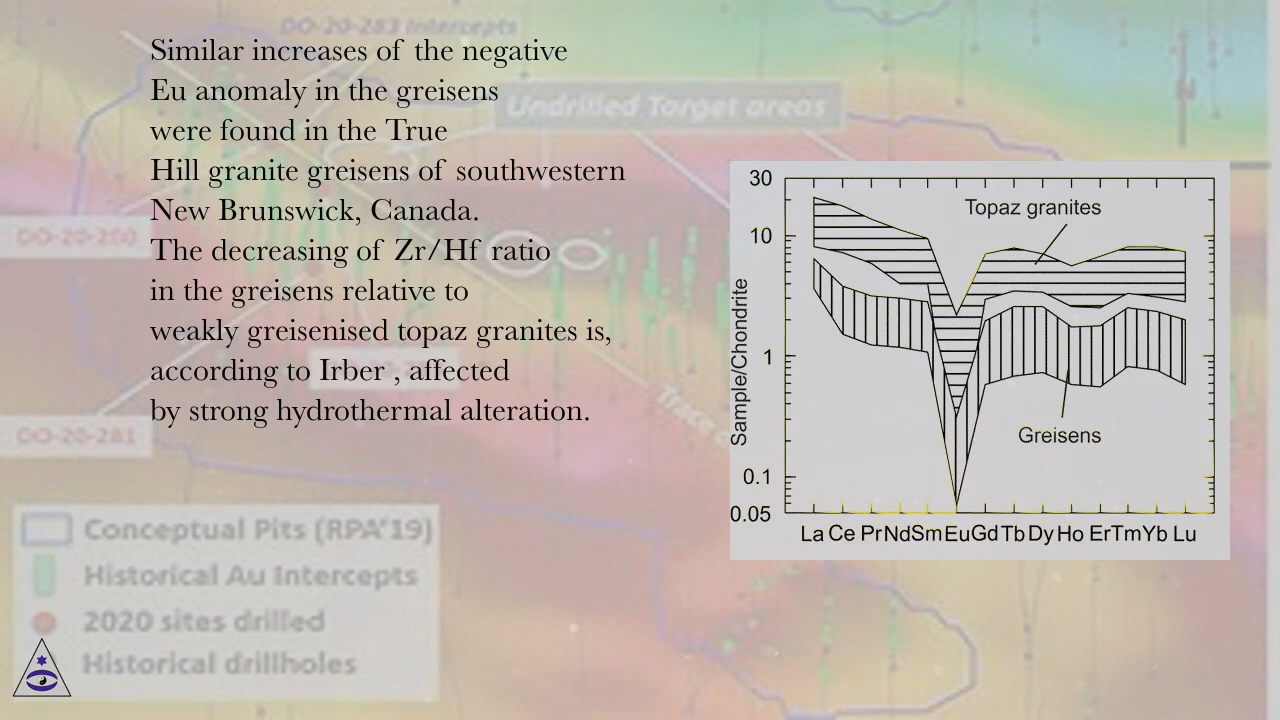 DO-20-283 Intercepts
Similar increases of the negative
Eu anomaly in the greisens
were found in the True
Hill granite greisens of southwestern
New Brunswick, Canada.
The decreasing of Zr/Hf ratio
in the greisens relative to
weakly greisenised topaz granites is,
according to Irber , affected
by strong hydrothermal alteration.
Undrilled Target areas
DO-20-280
DO-20-281
Trace
Conceptual Pits (RPA'19)
Historical Au Intercepts
2020 sites drilled
Historical drillholes
30
10
1
0.1
0.05
Sample/Chondrite
Topaz granites
Greisens
La Ce Pr Nd Sm Eu Gd Tb Dy Ho Er Tm Yb Lu